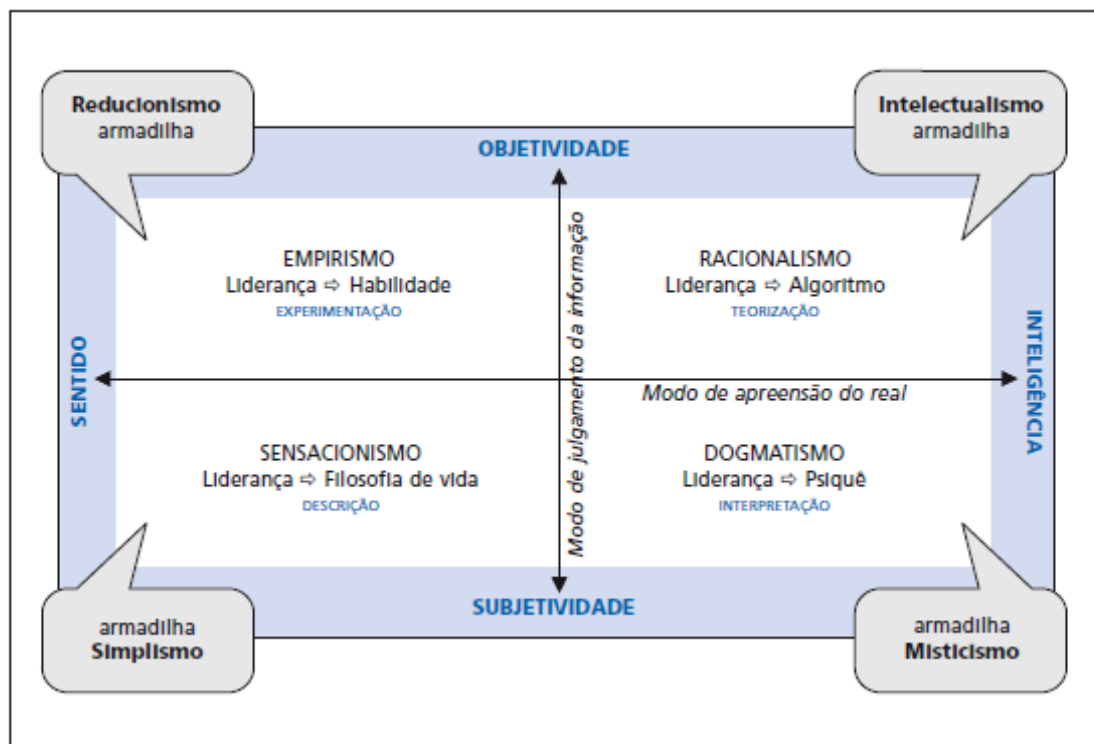 Reducionismo
armadilha
Intelectualismo
armadilha
OBJETIVIDADE
EMPIRISMO
Liderança ⇨ Habilidade
EXPERIMENTAÇÃO
RACIONALISMO
Liderança ⇨ Algoritmo
TEORIZAÇÃO
Modo de julgamento da informação
SENTIDO
INTELIGÊNCIA
Modo de apreensão do real
SENSACIONISMO
Liderança ⇨ Filosofia de vida
DESCRIÇÃO
DOGMATISMO
Liderança ⇨ Psiquê
INTERPRETAÇÃO
SUBJETIVIDADE
armadilha
Simplismo
armadilha
Misticismo